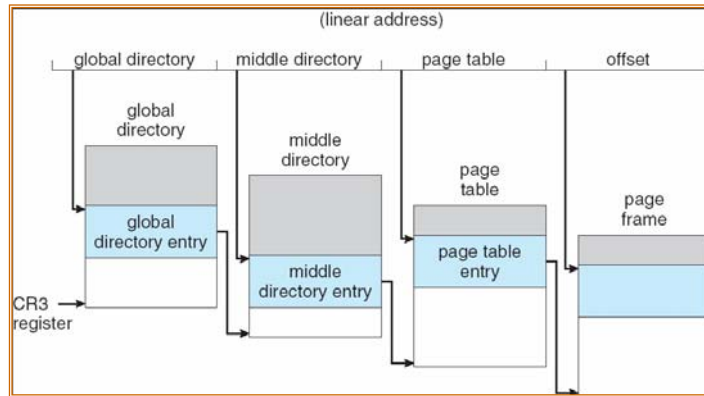 (linear address)
global directory
middle directory
page table
offset
global
directory
middle
directory
page
table
page
frame
global
directory entry
page table
entry
middle
directory entry
CR3
register